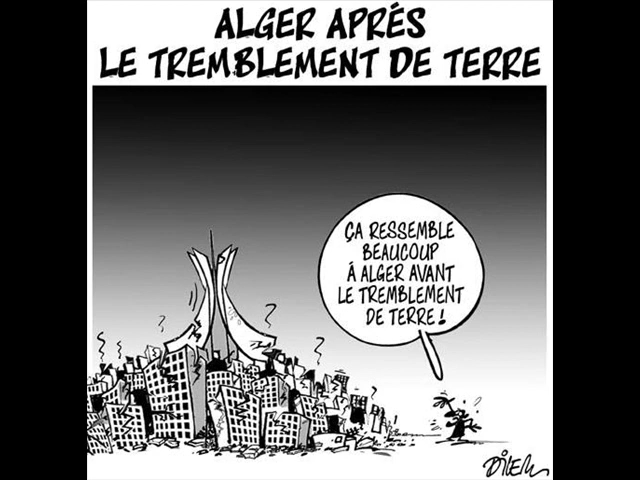 ALGER APRÉS
LE TREMBLEMENT DE TERRE
ÇA RESSEMBLE
BEAUCOUP
À ALGER AVANT
LE TREMBLEMENT
DE TERRE !
DILEM